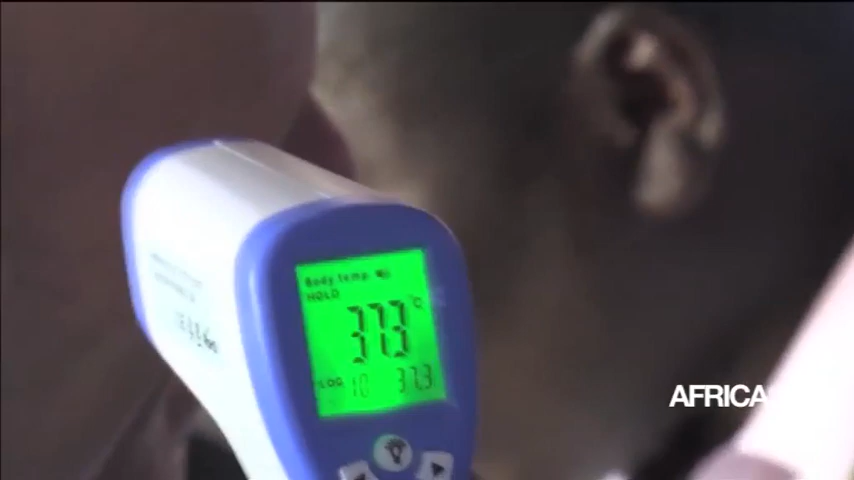 Body temp
HOLD
37.3 °C
LOG 10 37.3
AFRICA